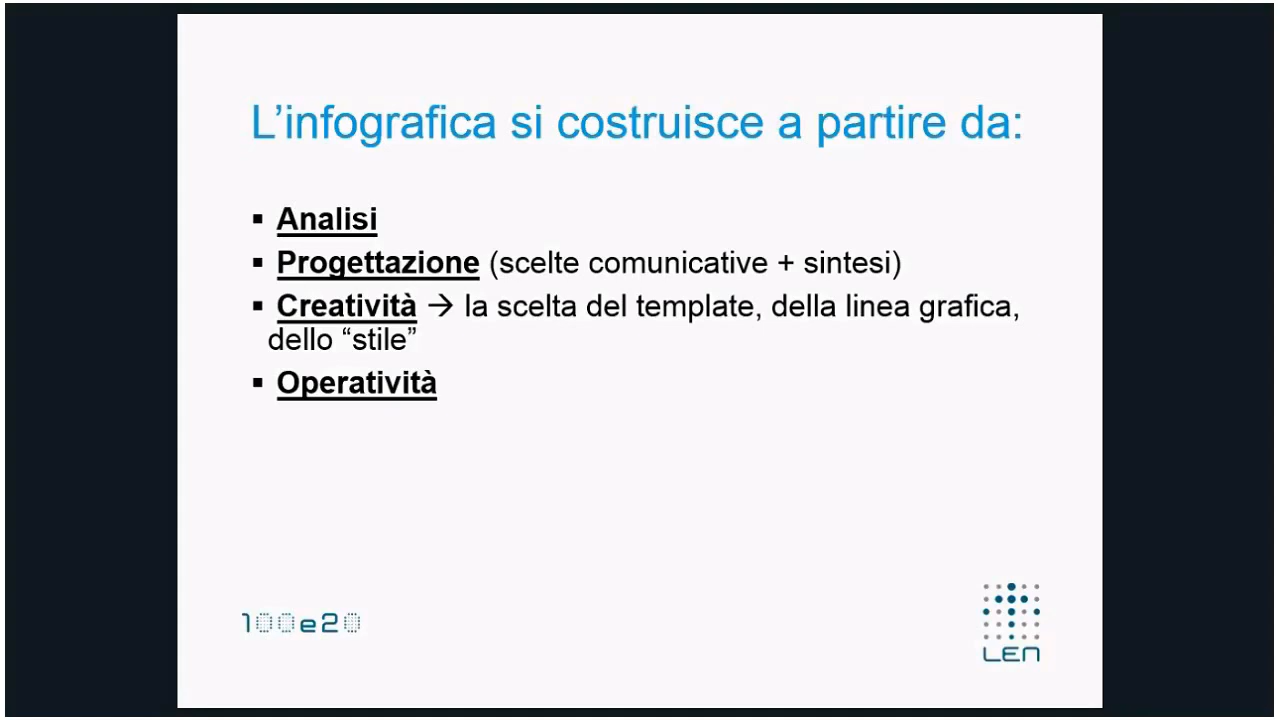 L’infografica si costruisce a partire da:
▪ Analisi
▪ Progettazione (scelte comunicative + sintesi)
▪ Creatività → la scelta del template, della linea grafica,
dello “stile”
▪ Operatività
100e20
LEN